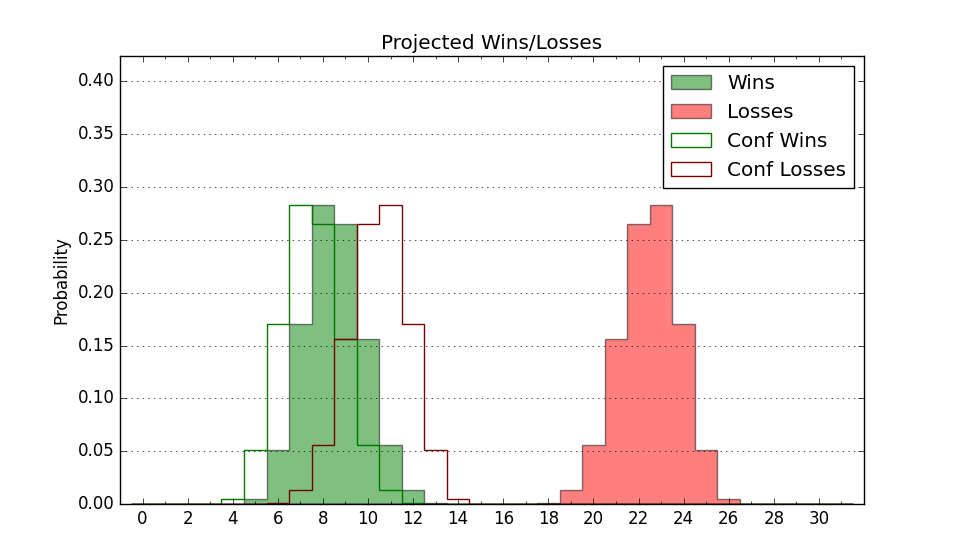 Projected Wins/Losses
Probability
0.40
0.35
0.30
0.25
0.20
0.15
0.10
0.05
0.00
Wins
Losses
Conf Wins
Conf Losses
0 2 4 6 8 10 12 14 16 18 20 22 24 26 28 30